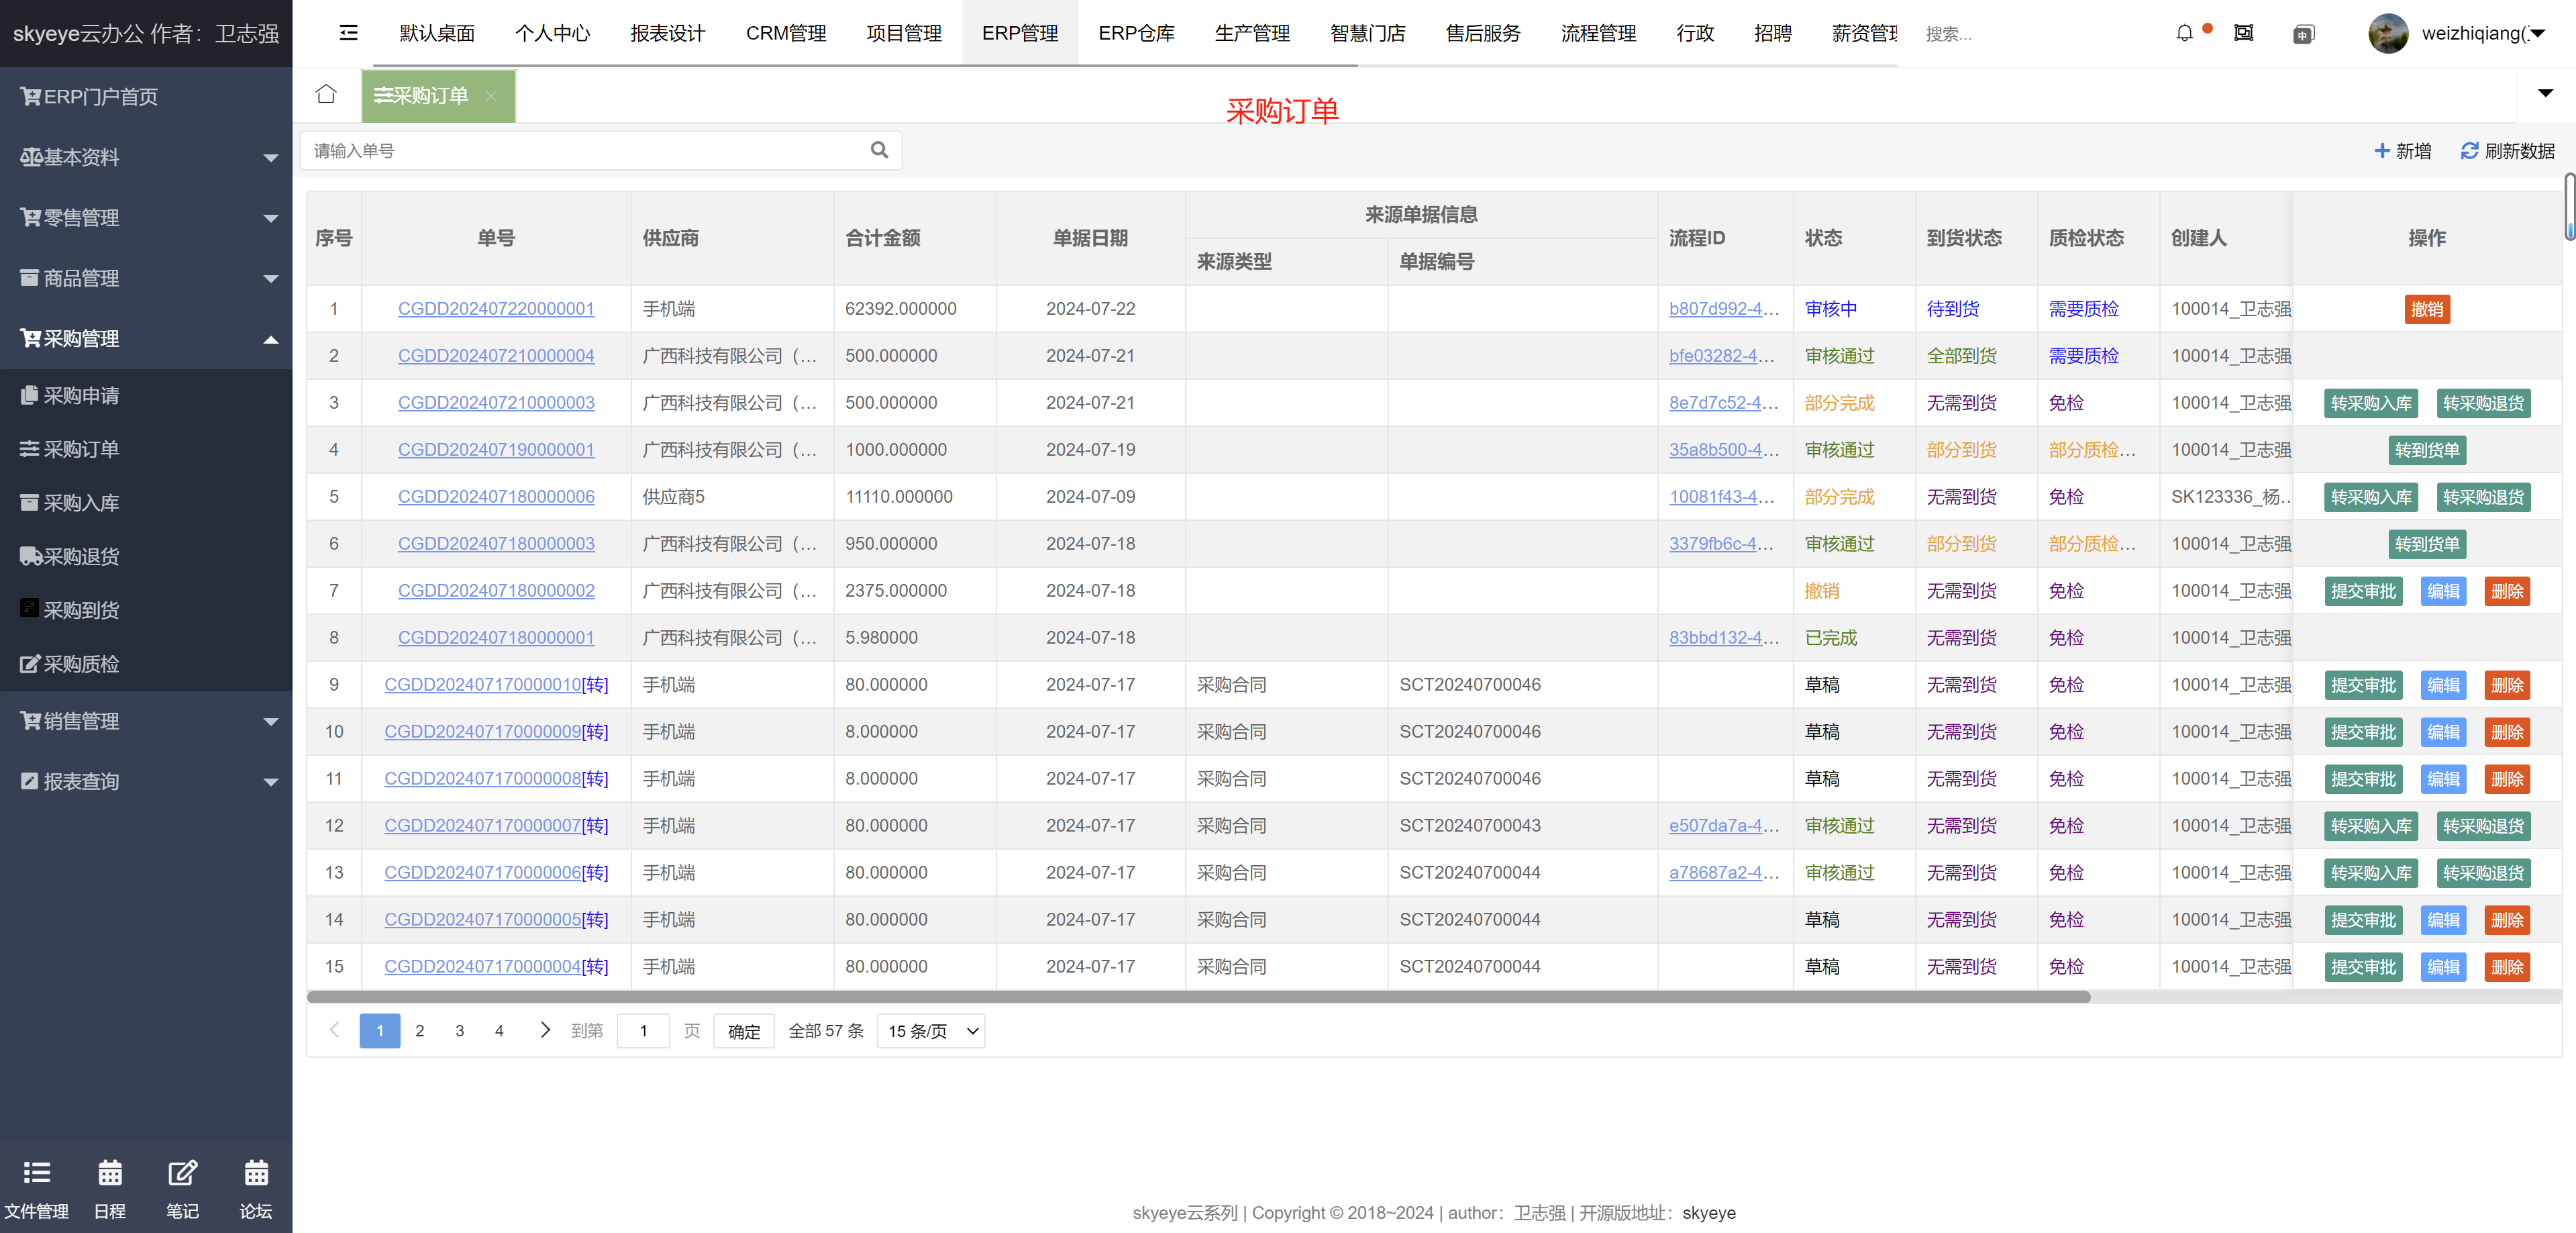 skyeye云办公 作者：卫志强
默认桌面 个人中心 报表设计 CRM管理 项目管理 ERP管理 ERP仓库 生产管理 智慧门店 售后服务 流程管理 行政 招聘 薪资管理 搜索... weizhiqiang(
ERP门户首页
基本资料
零售管理
商品管理
采购管理
采购申请
采购订单
采购入库
采购退货
采购到货
采购质检
销售管理
报表查询
文件管理 日程 笔记 论坛
采购订单
采购订单
请输入单号 新增 刷新数据
序号 单号 供应商 合计金额 单据日期 来源单据信息 流程ID 状态 到货状态 质检状态 创建人 操作
来源类型 单据编号
1 CGDD202407220000001 手机端 62392.000000 2024-07-22 b807d992-4... 审核中 待到货 需要质检 100014_卫志强 撤销
2 CGDD202407210000004 广西科技有限公司（... 500.000000 2024-07-21 bfe03282-4... 审核通过 全部到货 需要质检 100014_卫志强
3 CGDD202407210000003 广西科技有限公司（... 500.000000 2024-07-21 8e7d7c52-4... 部分完成 无需到货 免检 100014_卫志强 转采购入库 转采购退货
4 CGDD202407190000001 广西科技有限公司（... 1000.000000 2024-07-19 35a8b500-4... 审核通过 部分到货 部分质检... 100014_卫志强 转到货单
5 CGDD202407180000006 供应商5 11110.000000 2024-07-09 10081f43-4... 部分完成 无需到货 免检 SK123336_杨... 转采购入库 转采购退货
6 CGDD202407180000003 广西科技有限公司（... 950.000000 2024-07-18 3379fb6c-4... 审核通过 部分到货 部分质检... 100014_卫志强 转到货单
7 CGDD202407180000002 广西科技有限公司（... 2375.000000 2024-07-18 撤销 无需到货 免检 100014_卫志强 提交审批 编辑 删除
8 CGDD202407180000001 广西科技有限公司（... 5.980000 2024-07-18 83bbd132-4... 已完成 无需到货 免检 100014_卫志强
9 CGDD202407170000010[转] 手机端 80.000000 2024-07-17 采购合同 SCT20240700046 草稿 无需到货 免检 100014_卫志强 提交审批 编辑 删除
10 CGDD202407170000009[转] 手机端 8.000000 2024-07-17 采购合同 SCT20240700046 草稿 无需到货 免检 100014_卫志强 提交审批 编辑 删除
11 CGDD202407170000008[转] 手机端 8.000000 2024-07-17 采购合同 SCT20240700046 草稿 无需到货 免检 100014_卫志强 提交审批 编辑 删除
12 CGDD202407170000007[转] 手机端 80.000000 2024-07-17 采购合同 SCT20240700043 e507da7a-4... 审核通过 无需到货 免检 100014_卫志强 转采购入库 转采购退货
13 CGDD202407170000006[转] 手机端 80.000000 2024-07-17 采购合同 SCT20240700044 a78687a2-4... 审核通过 无需到货 免检 100014_卫志强 转采购入库 转采购退货
14 CGDD202407170000005[转] 手机端 80.000000 2024-07-17 采购合同 SCT20240700044 草稿 无需到货 免检 100014_卫志强 提交审批 编辑 删除
15 CGDD202407170000004[转] 手机端 80.000000 2024-07-17 采购合同 SCT20240700044 草稿 无需到货 免检 100014_卫志强 提交审批 编辑 删除
1 2 3 4 到第 1 页 确定 全部 57 条 15 条/页
skyeye云系列 | Copyright © 2018~2024 | author：卫志强 | 开源版地址：skyeye